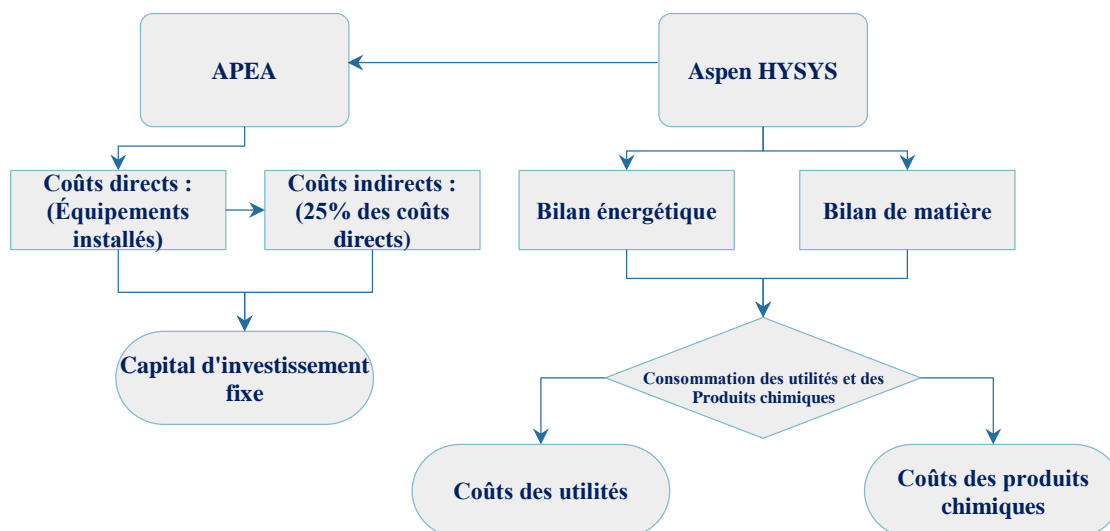 APEA
Aspen HYSYS
Coûts directs :
(Équipements
installés)
Coûts indirects :
(25% des coûts
directs)
Bilan énergétique
Bilan de matière
Capital d'investissement
fixe
Consommation des utilités et des
Produits chimiques
Coûts des utilités
Coûts des produits
chimiques